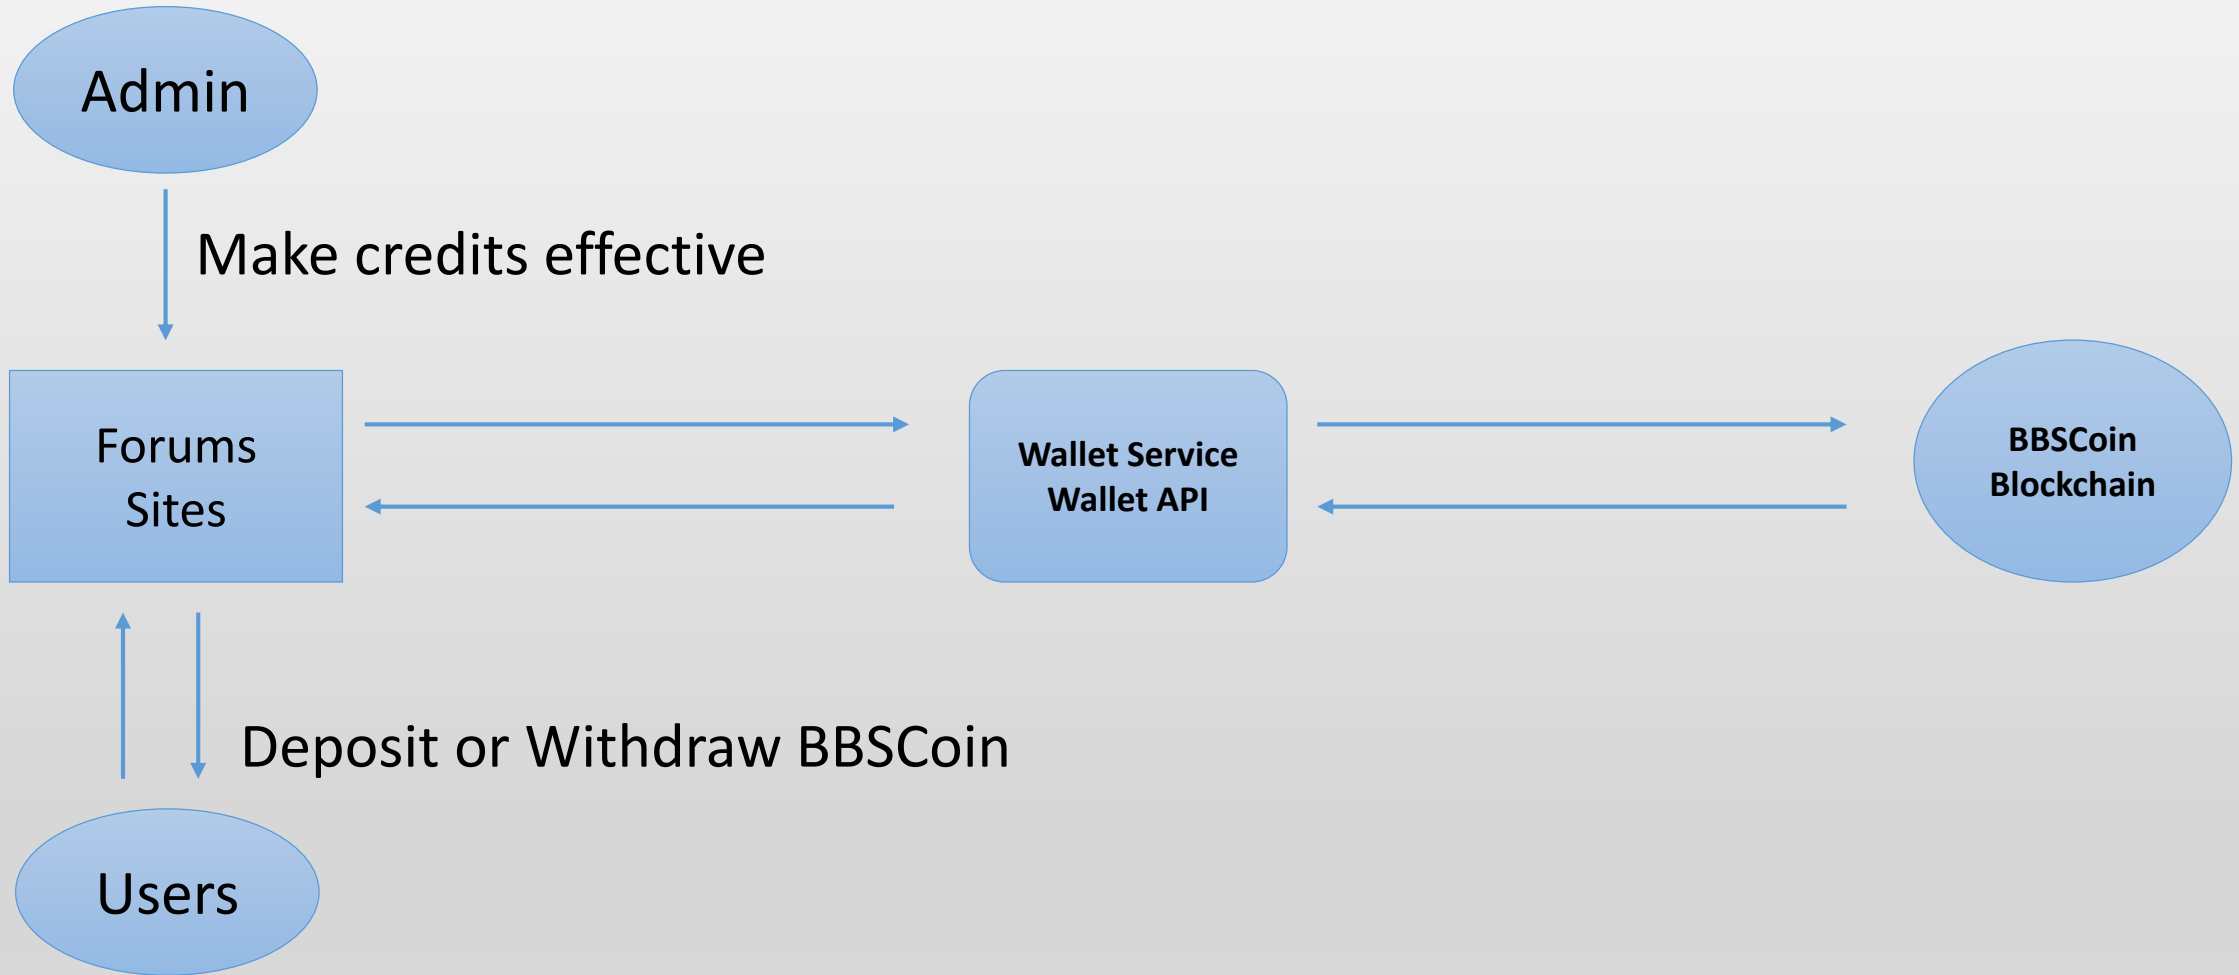 Admin
Make credits effective
Forums
Sites
Wallet Service
Wallet API
BBSCoin
Blockchain
Deposit or Withdraw BBSCoin
Users